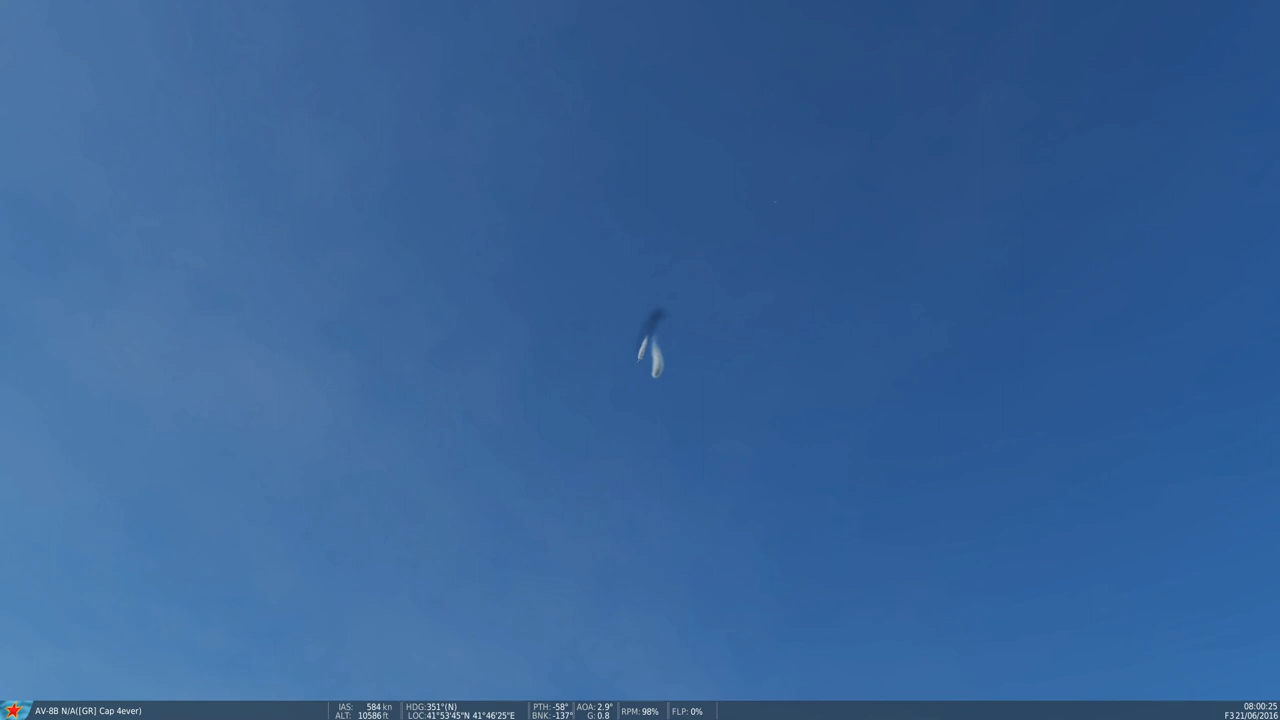 AV-8B N/A([GR] Cap 4ever)
IAS: 584 kn
ALT: 10586 ft
HDG:351°(N)
LOC:41°53'45"N 41°46'25"E
PTH: -58°
BNK:-137°
AOA: 2.9°
G: 0.8
RPM: 98%
FLP: 0%
08:00:25
F3 21/06/2016